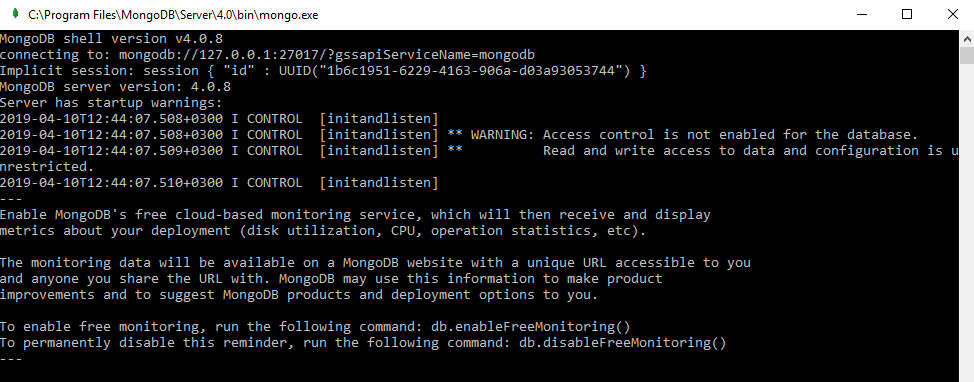 C:\Program Files\MongoDB\Server\4.0\bin\mongo.exe
MongoDB shell version v4.0.8
connecting to: mongodb://127.0.0.1:27017/?gssapiServiceName=mongodb
Implicit session: session { "id" : UUID("1b6c1951-6229-4163-906a-d03a93053744") }
MongoDB server version: 4.0.8
Server has startup warnings:
2019-04-10T12:44:07.508+0300 I CONTROL  [initandlisten]
2019-04-10T12:44:07.508+0300 I CONTROL  [initandlisten] ** WARNING: Access control is not enabled for the database.
2019-04-10T12:44:07.509+0300 I CONTROL  [initandlisten] **          Read and write access to data and configuration is u
nrestricted.
2019-04-10T12:44:07.510+0300 I CONTROL  [initandlisten]
---
Enable MongoDB's free cloud-based monitoring service, which will then receive and display
metrics about your deployment (disk utilization, CPU, operation statistics, etc).

The monitoring data will be available on a MongoDB website with a unique URL accessible to you
and anyone you share the URL with. MongoDB may use this information to make product
improvements and to suggest MongoDB products and deployment options to you.

To enable free monitoring, run the following command: db.enableFreeMonitoring()
To permanently disable this reminder, run the following command: db.disableFreeMonitoring()
---